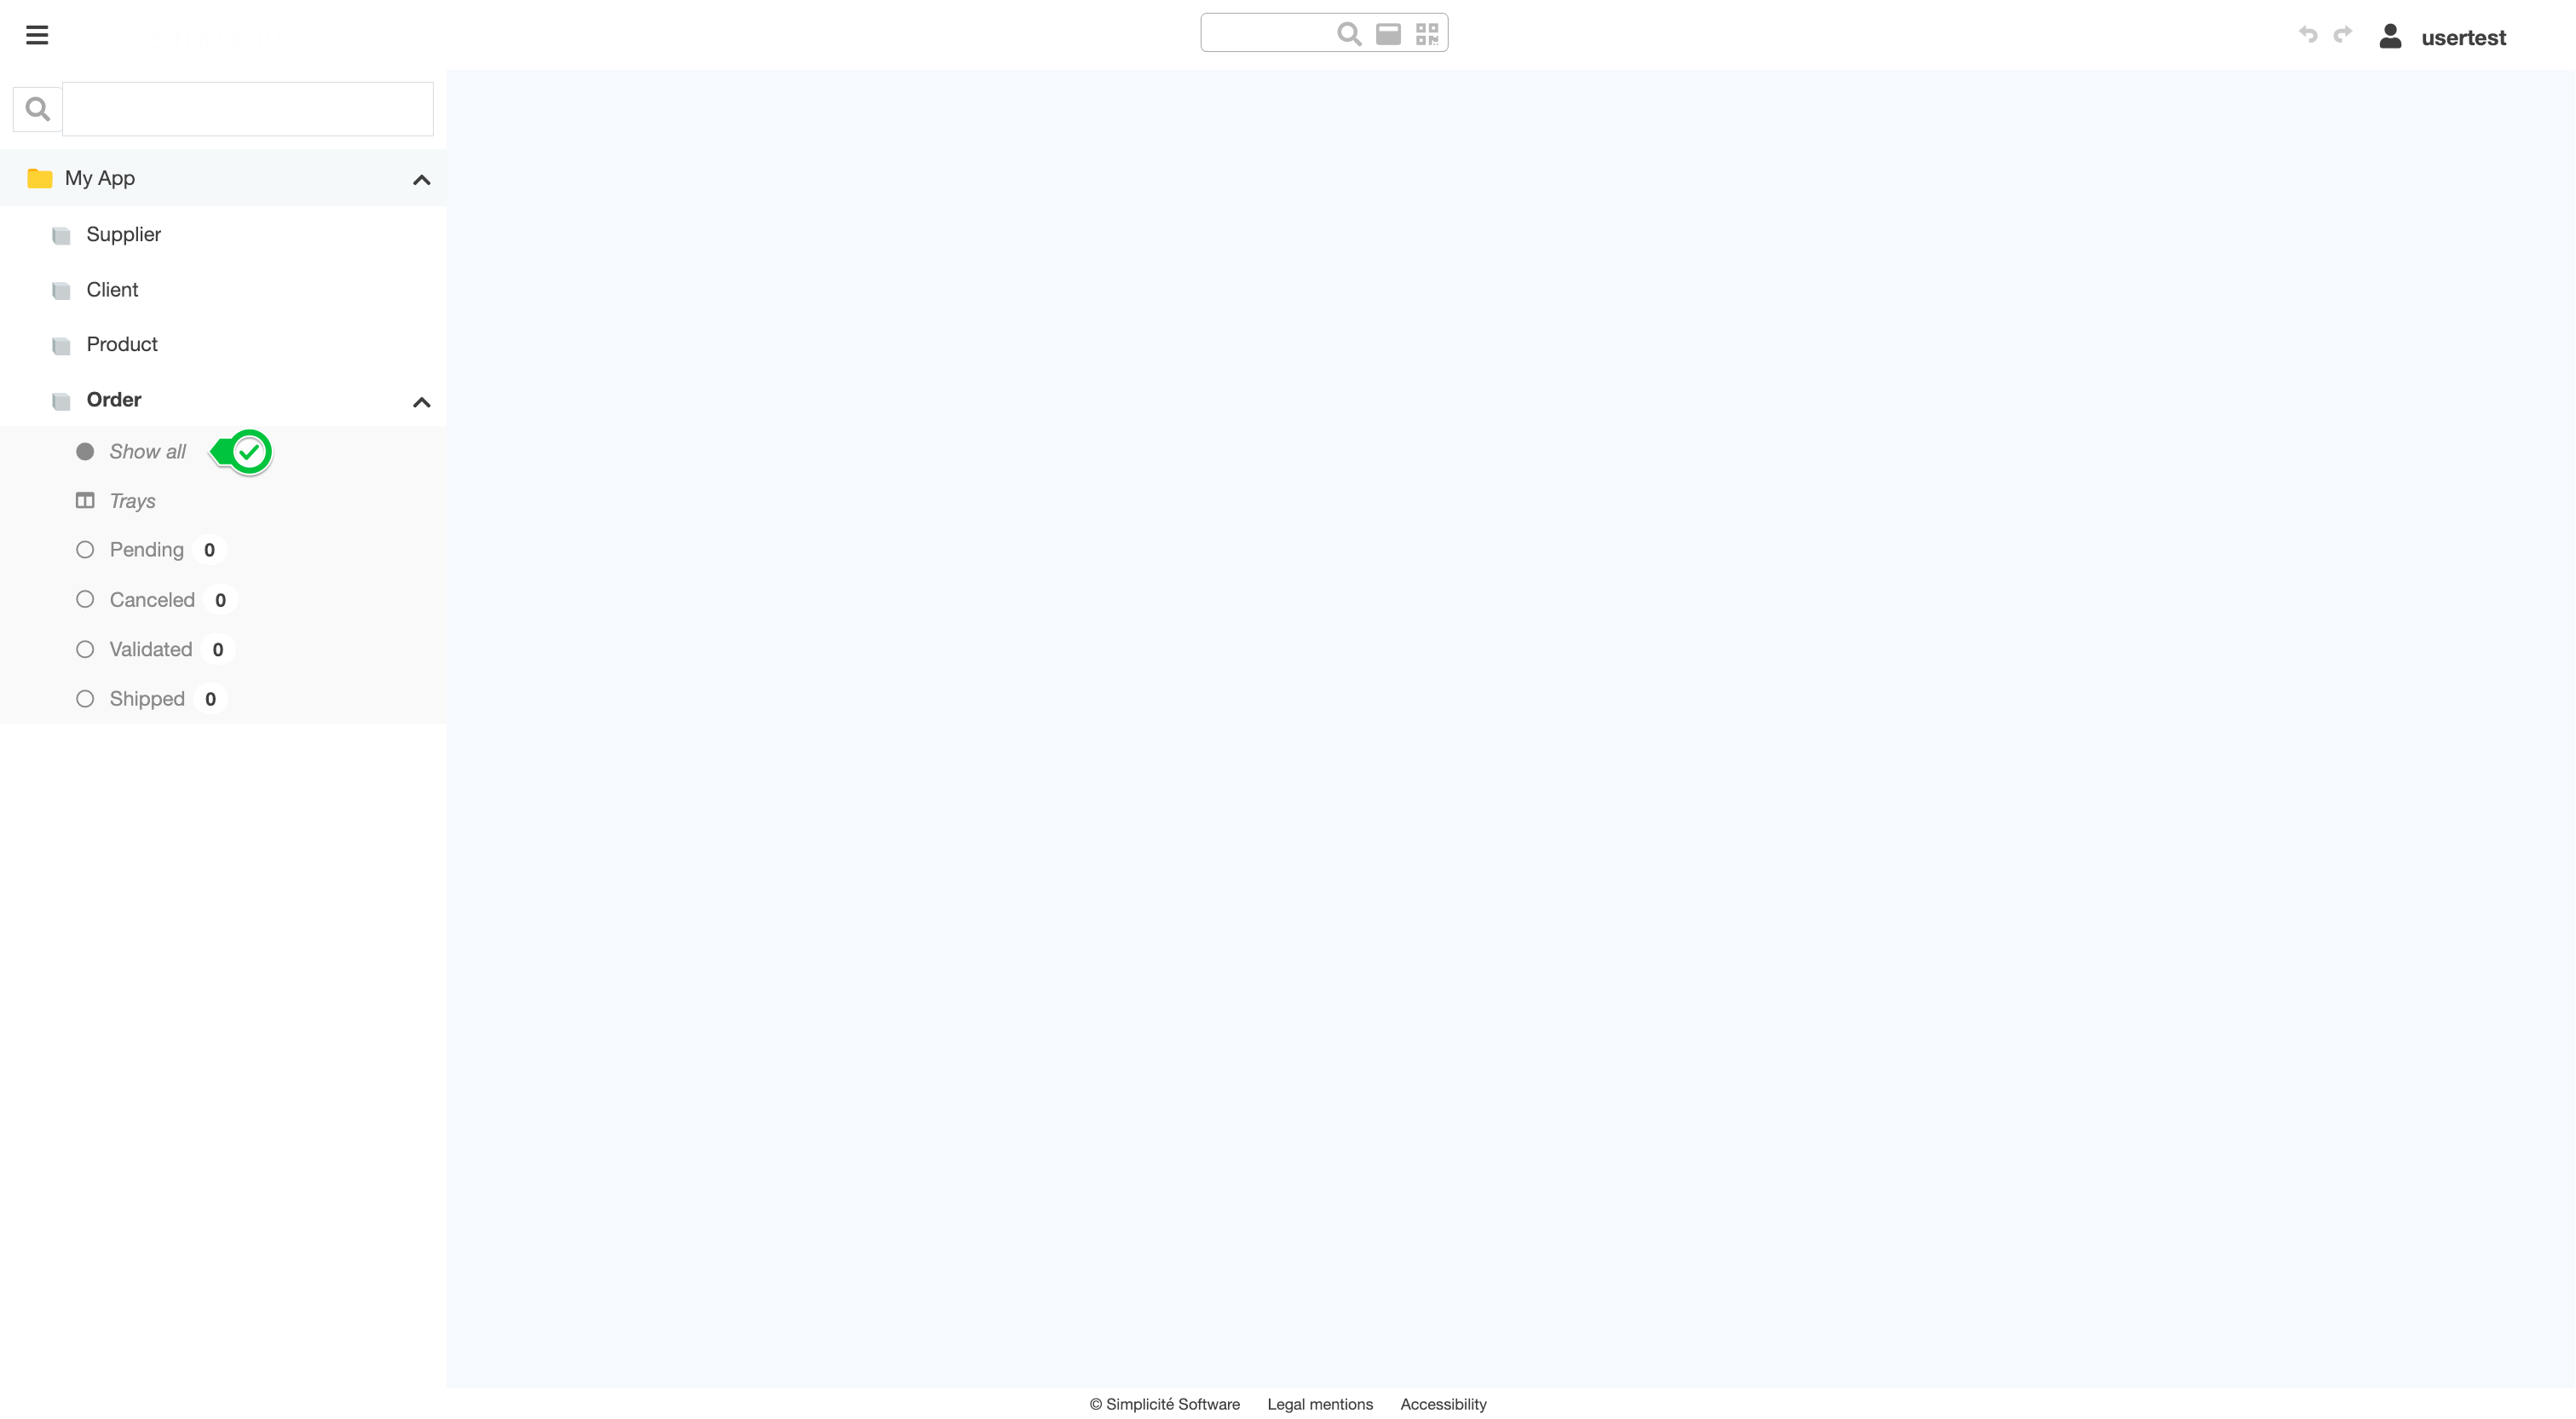 usertest
My App
Supplier
Client
Product
Order
Show all
Trays
Pending 0
Canceled 0
Validated 0
Shipped 0
© Simplicité Software Legal mentions Accessibility